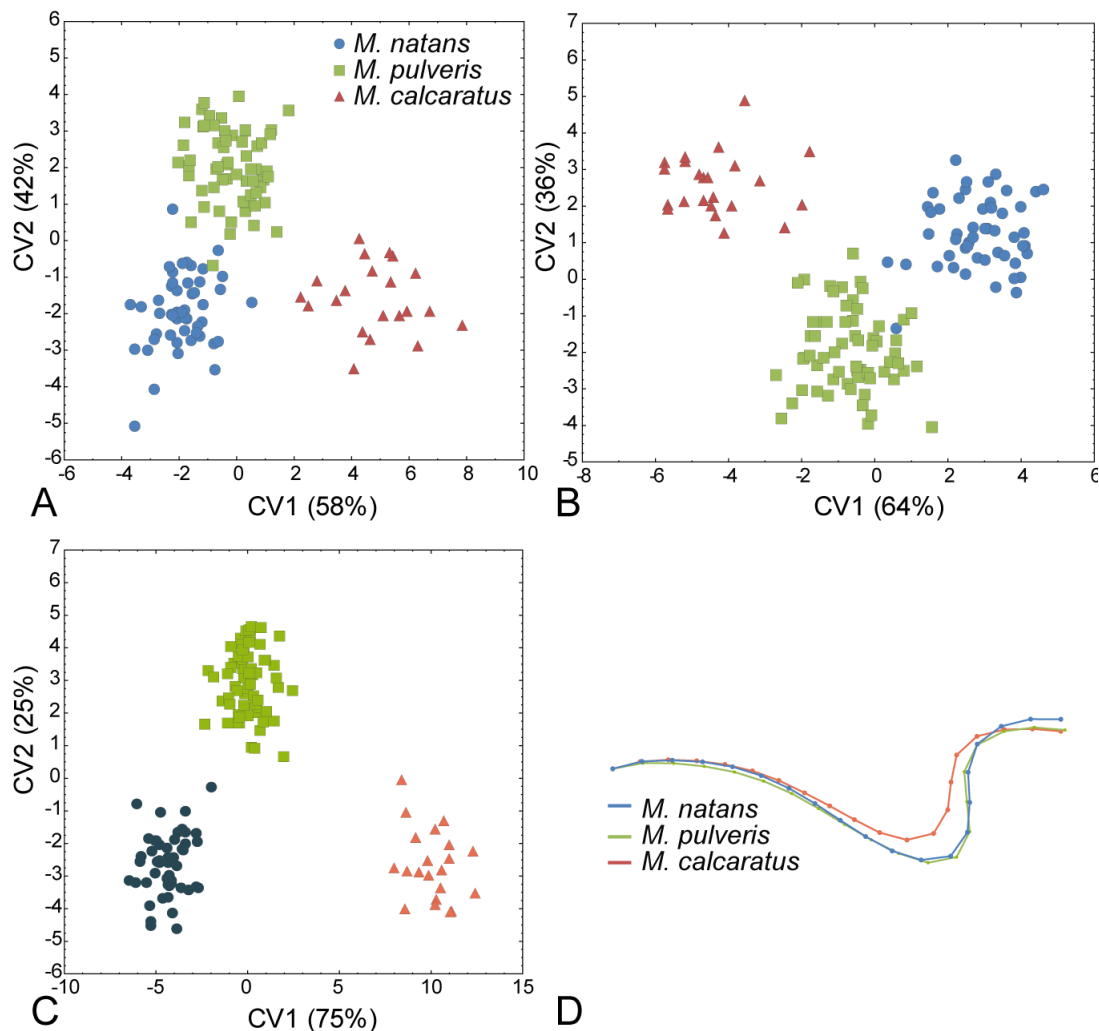 6
5
4
3
2
1
0
-1
-2
-3
-4
-5
-6
CV2 (42%)
M. natans
M. pulveris
M. calcaratus
6 -4 -2 0 2 4 6 8 10
CV1 (58%)
A
7
6
5
4
3
2
1
0
-1
-2
-3
-4
-5
CV2 (36%)
-8 -6 -4 -2 0 2 4 6
CV1 (64%)
B
7
6
5
4
3
2
1
0
-1
-2
-3
-4
-5
-6
CV2 (25%)
-10 -5 0 5 10 15
CV1 (75%)
C
M. natans
M. pulveris
M. calcaratus
D